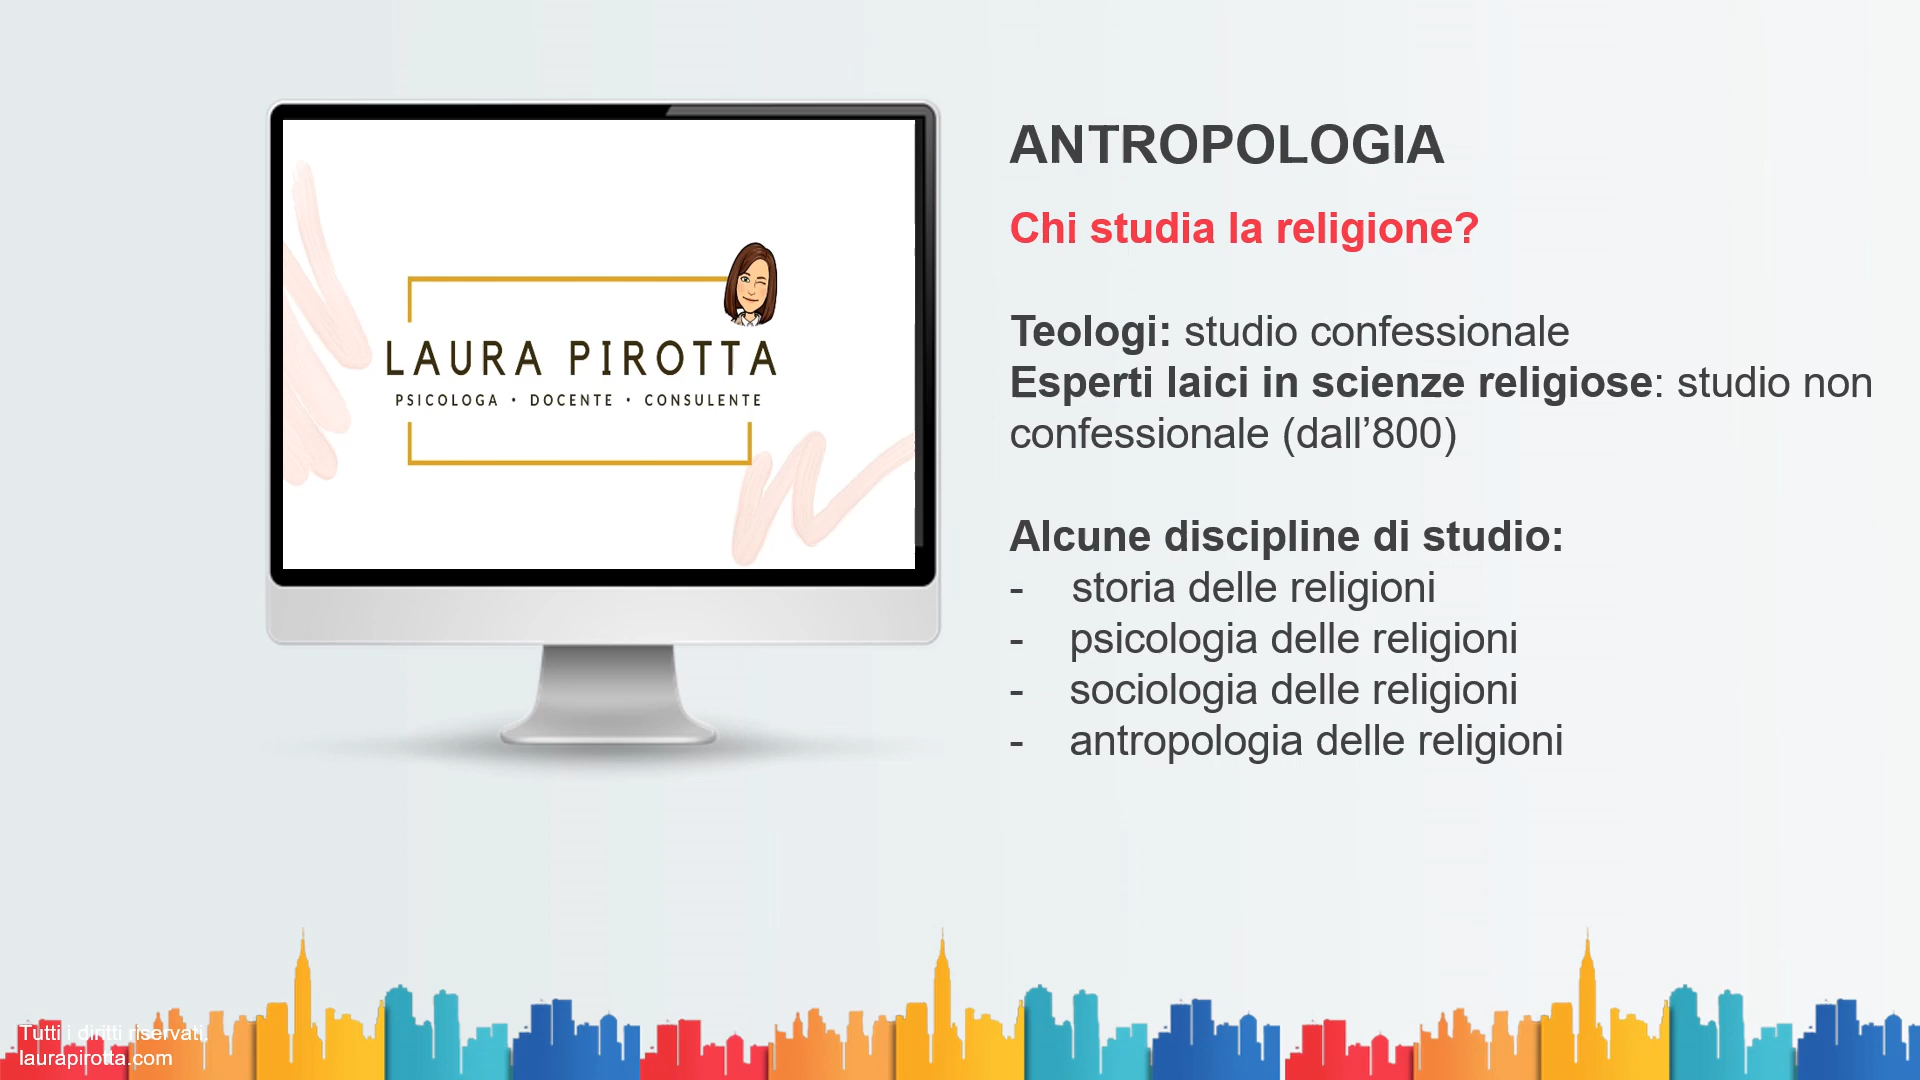 LAURA PIROTTA
PSICOLOGA • DOCENTE • CONSULENTE
ANTROPOLOGIA
Chi studia la religione?
Teologi: studio confessionale
Esperti laici in scienze religiose: studio non
confessionale (dall’800)
Alcune discipline di studio:
- storia delle religioni
- psicologia delle religioni
- sociologia delle religioni
- antropologia delle religioni
Tutti i diritti riservati.
laurapirotta.com